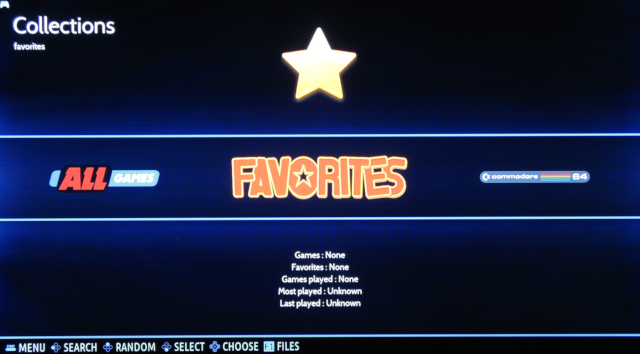 Collections
favorites
ALL GAMES
FAVORITES
commodore 64
Games : None
Favorites : None
Games played : None
Most played : Unknown
Last played : Unknown
MENU SEARCH RANDOM SELECT CHOOSE F1 FILES